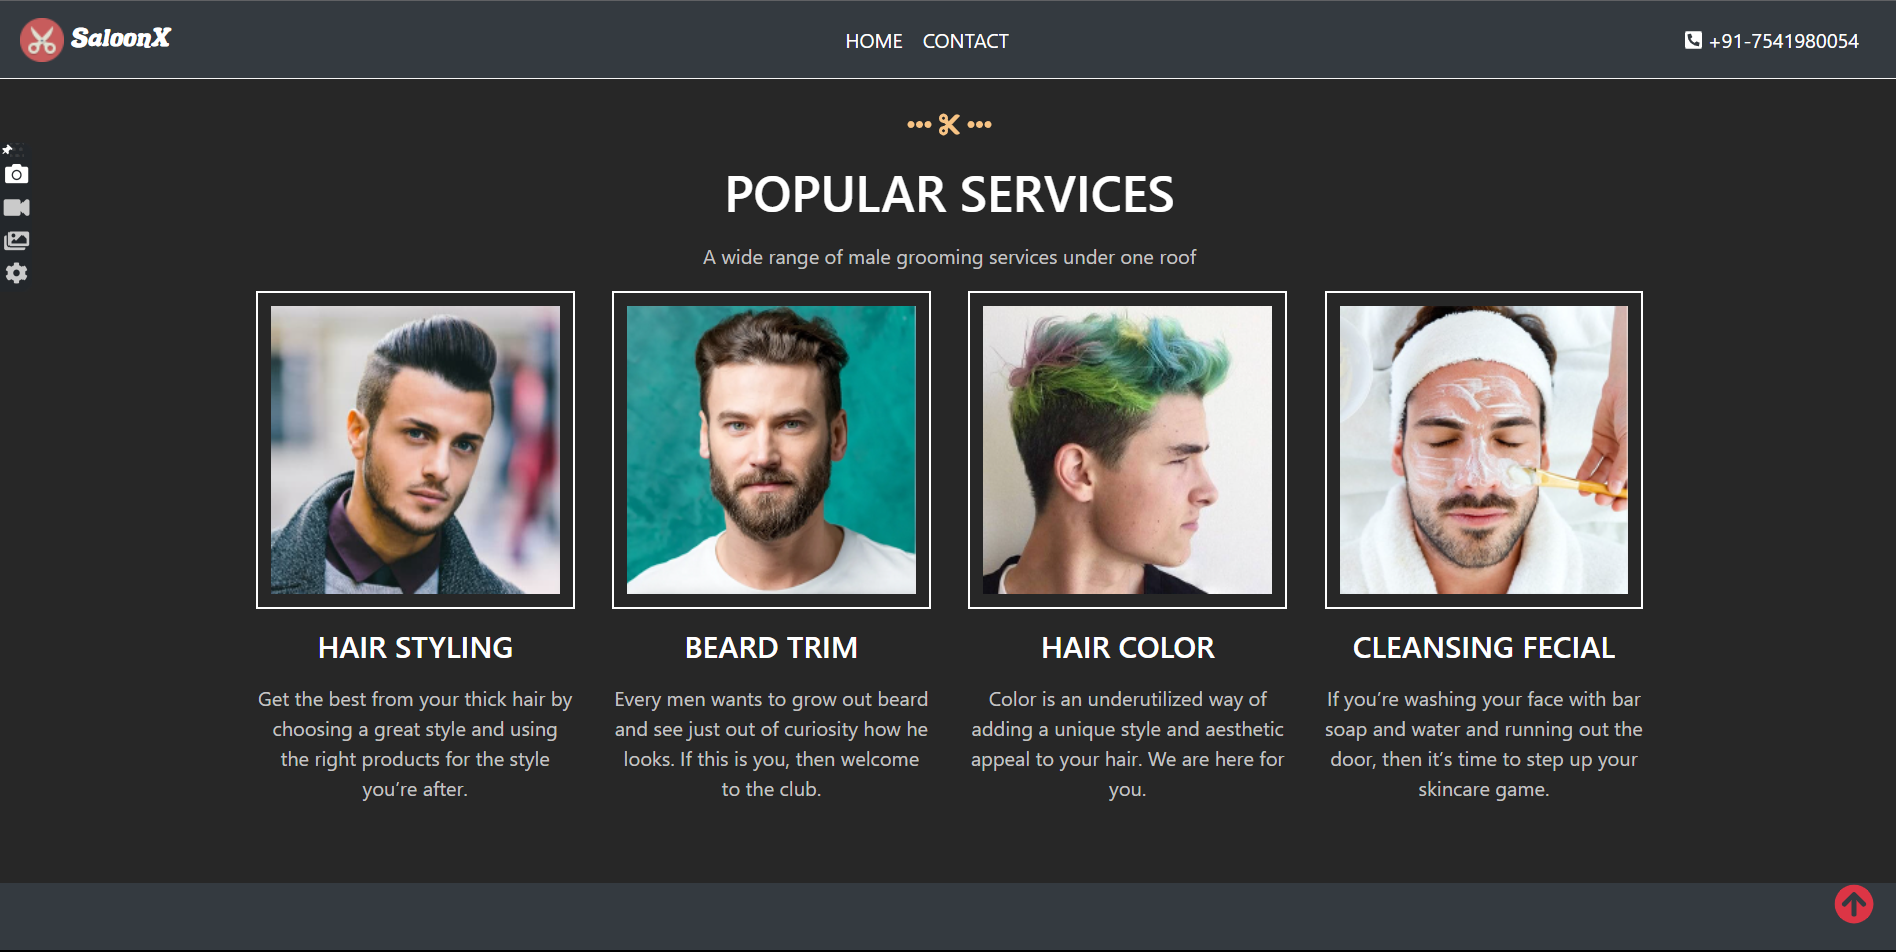 SaloonX
HOME CONTACT
+91-7541980054
POPULAR SERVICES
A wide range of male grooming services under one roof
HAIR STYLING
Get the best from your thick hair by
choosing a great style and using
the right products for the style
you’re after.
BEARD TRIM
Every men wants to grow out beard
and see just out of curiosity how he
looks. If this is you, then welcome
to the club.
HAIR COLOR
Color is an underutilized way of
adding a unique style and aesthetic
appeal to your hair. We are here for
you.
CLEANSING FECIAL
If you’re washing your face with bar
soap and water and running out the
door, then it’s time to step up your
skincare game.